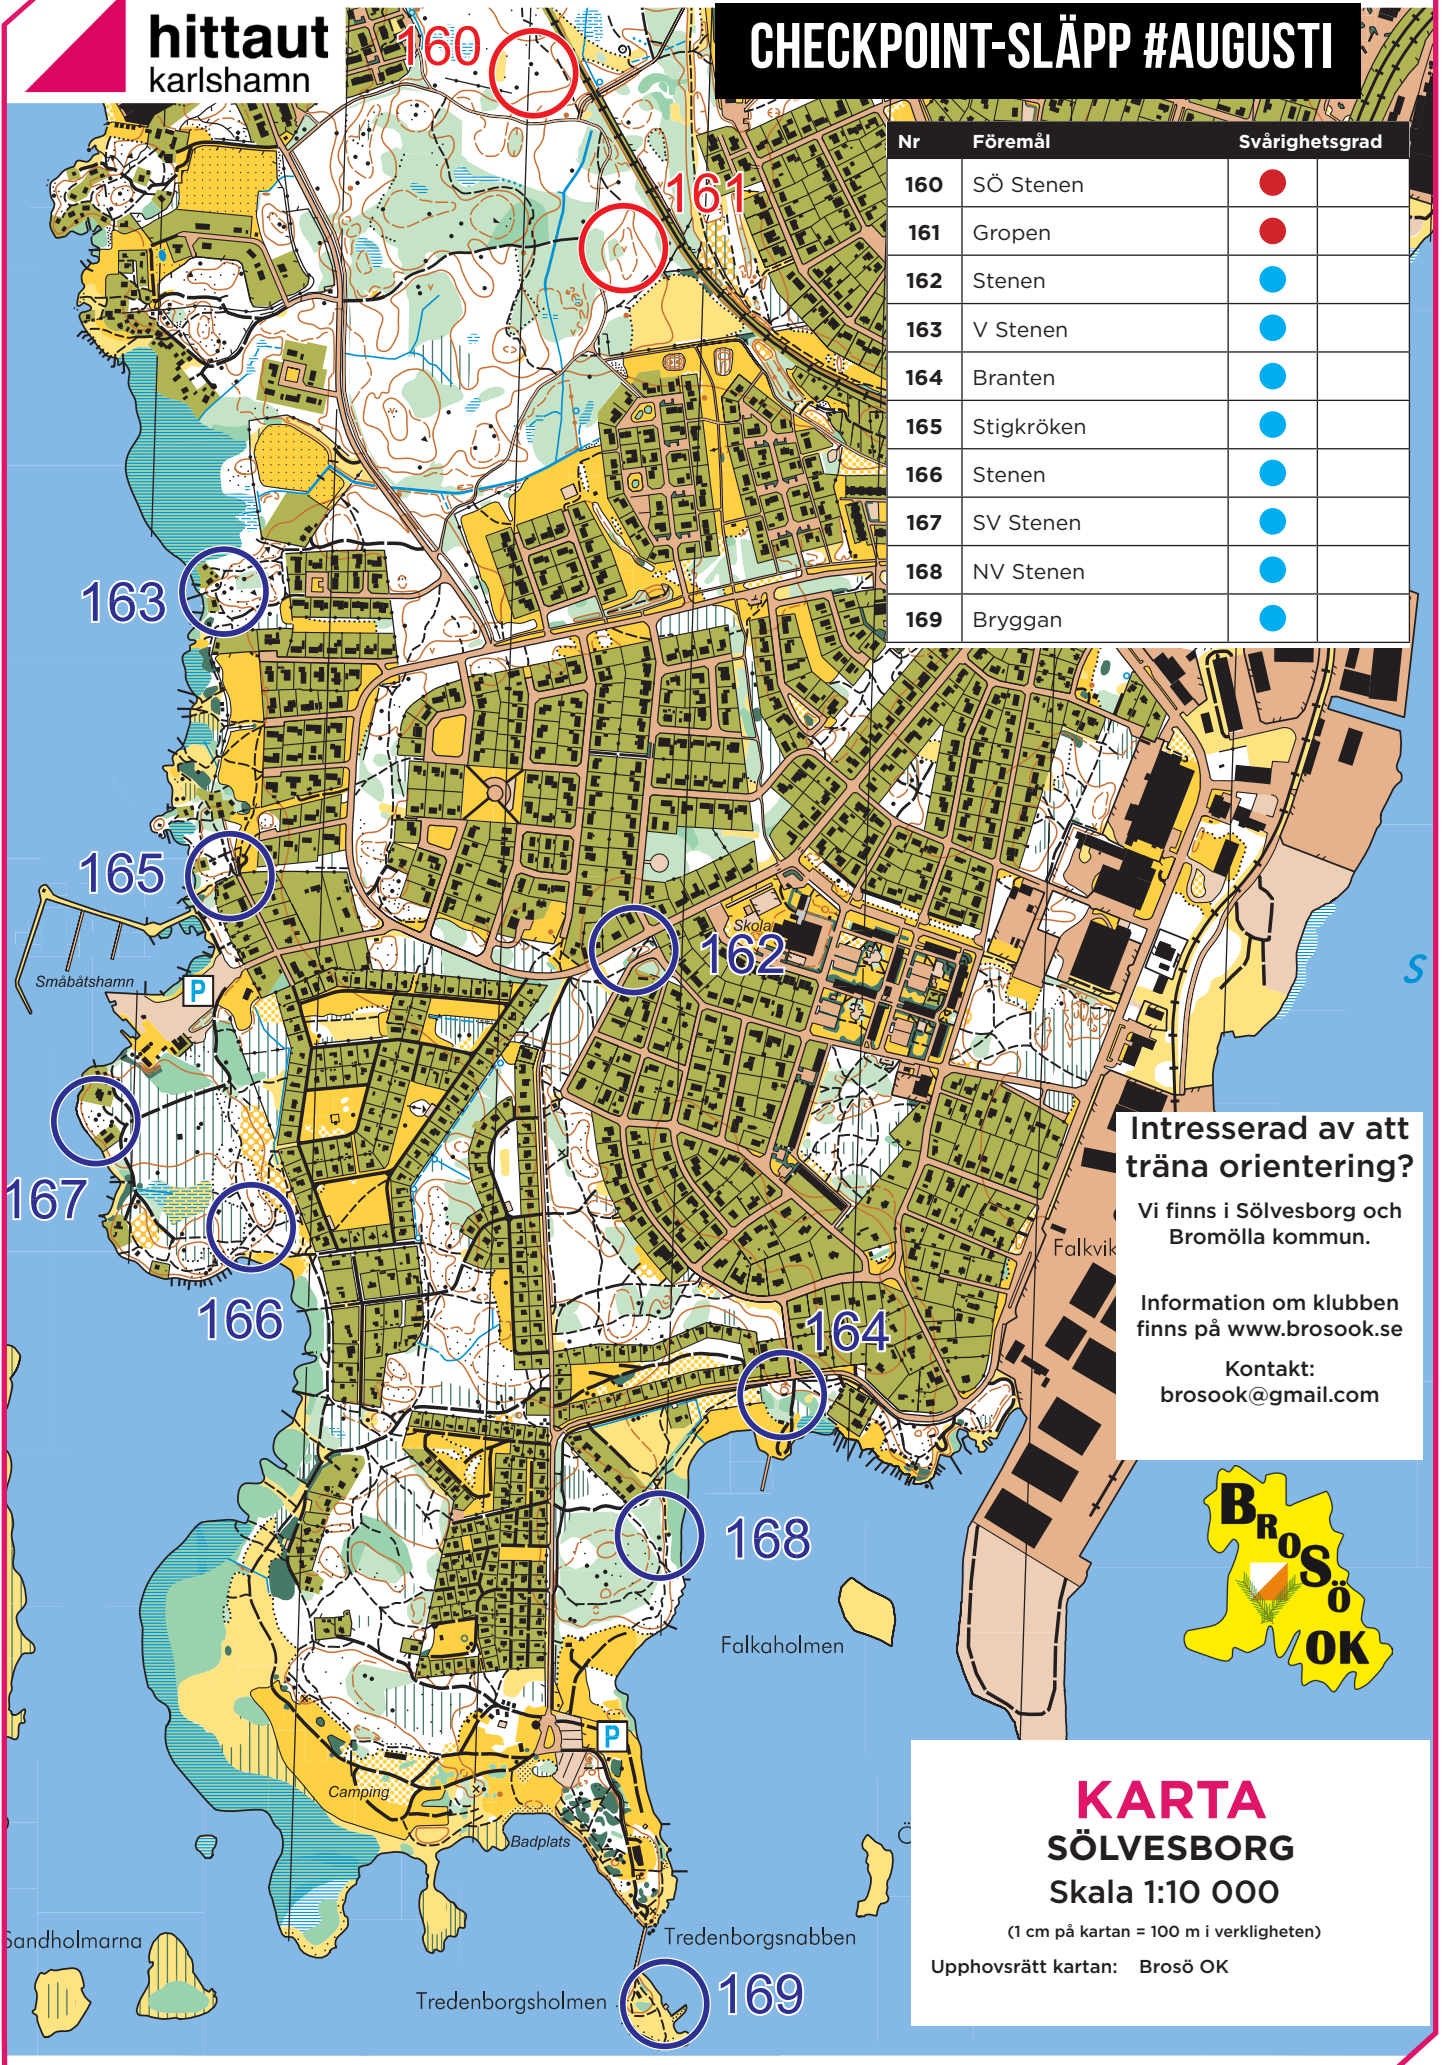 hittaut
karlshamn
CHECKPOINT-SLÄPP #AUGUSTI
Nr Föremål Svårighetsgrad
160 SÖ Stenen
161 Gropen
162 Stenen
163 V Stenen
164 Branten
165 Stigkröken
166 Stenen
167 SV Stenen
168 NV Stenen
169 Bryggan
160
161
163
165
162
Skola
Småbåtshamn
P
S
167
166
164
168
Falkvik
Intresserad av att
träna orientering?
Vi finns i Sölvesborg och
Bromölla kommun.
Information om klubben
finns på www.brosook.se
Kontakt:
brosook@gmail.com
BROSÖ
OK
Falkaholmen
P
Camping
Badplats
Ö
Sandholmarna
Tredenborgsnabben
Tredenborgsholmen
169
KARTA
SÖLVESBORG
Skala 1:10 000
(1 cm på kartan = 100 m i verkligheten)
Upphovsrätt kartan: Brosö OK